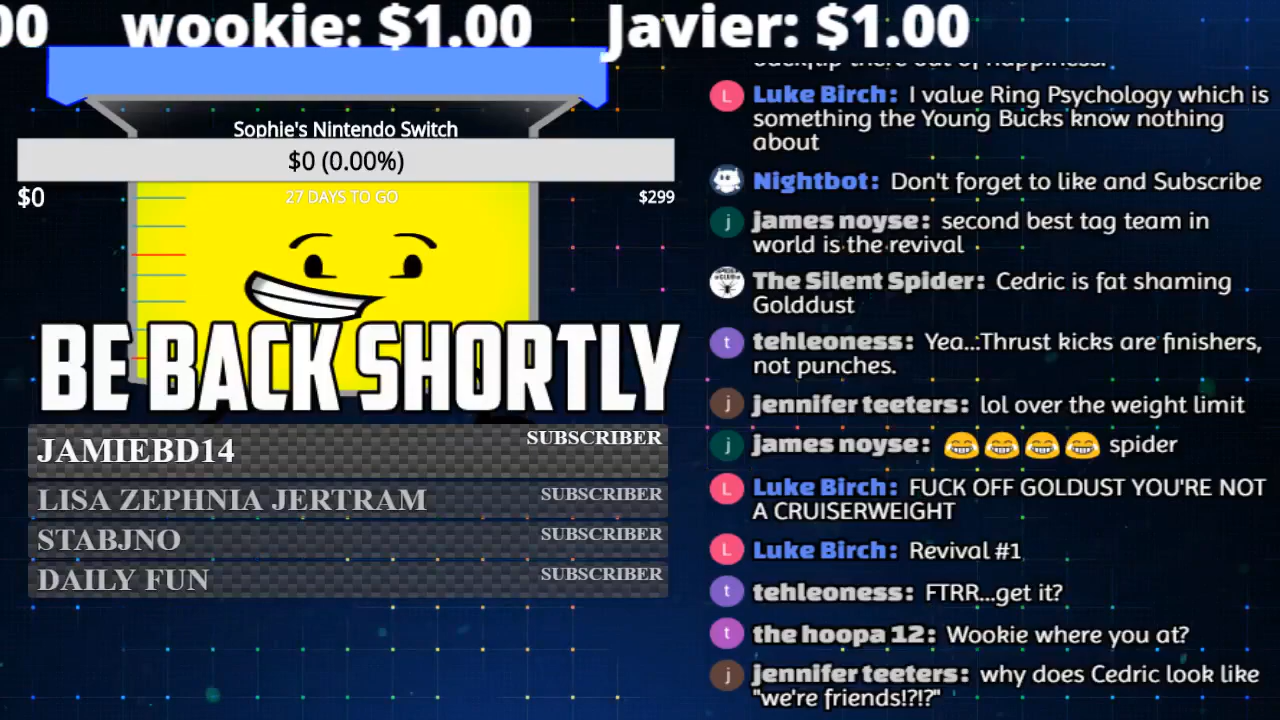 00 wookie: $1.00 Javier: $1.00
Sophie's Nintendo Switch
$0 (0.00%)
$0 27 DAYS TO GO $299
BE BACK SHORTLY
JAMIEBD14 SUBSCRIBER
LISA ZEPHNIA JERTRAM SUBSCRIBER
STABJNO SUBSCRIBER
DAILY FUN SUBSCRIBER
backflip there out of happiness.
L Luke Birch: I value Ring Psychology which is
something the Young Bucks know nothing
about
Nightbot: Don't forget to like and Subscribe
j james noyse: second best tag team in
world is the revival
The Silent Spider: Cedric is fat shaming
Golddust
t tehleoness: Yea...Thrust kicks are finishers,
not punches.
j jennifer teeters: lol over the weight limit
j james noyse: 😂 😂 😂 😂 spider
L Luke Birch: FUCK OFF GOLDUST YOU'RE NOT
A CRUISERWEIGHT
L Luke Birch: Revival #1
t tehleoness: FTRR...get it?
t the hoopa 12: Wookie where you at?
j jennifer teeters: why does Cedric look like
"we're friends!?!?"